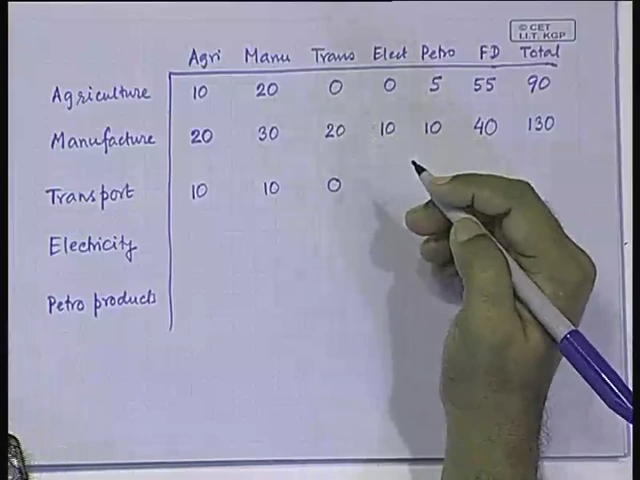 © CET
I.I.T. KGP
Agri Manu Trans Elect Petro FD Total
Agriculture 10 20 0 0 5 55 90
Manufacture 20 30 20 10 10 40 130
Transport 10 10 0
Electricity
Petro products